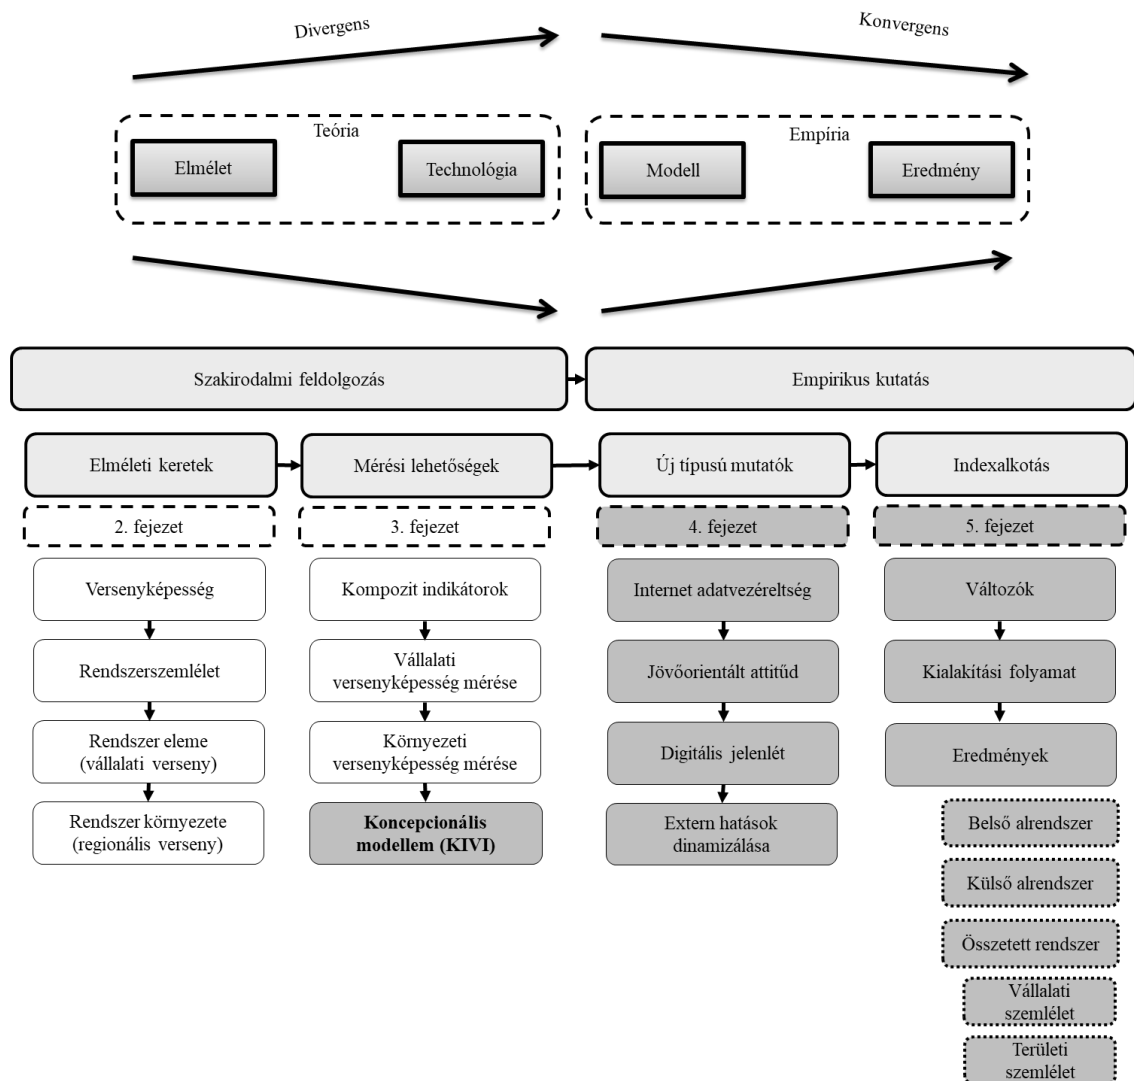 Divergens
Konvergens
Teória
Empíria
Elmélet
Technológia
Modell
Eredmény
Szakirodalmi feldolgozás
Empirikus kutatás
Elméleti keretek
Mérési lehetőségek
Új típusú mutatók
Indexalkotás
2. fejezet
3. fejezet
4. fejezet
5. fejezet
Versenyképesség
Rendszerszemlélet
Rendszer eleme
(vállalati verseny)
Rendszer környezete
(regionális verseny)
Kompozit indikátorok
Vállalati
versenyképesség mérése
Környezeti
versenyképesség mérése
Koncepcionális
modellem (KIVI)
Internet adatvezéreltség
Jövőorientált attitűd
Digitális jelenlét
Extern hatások
dinamizálása
Változók
Kialakítási folyamat
Eredmények
Belső alrendszer
Külső alrendszer
Összetett rendszer
Vállalati
szemlélet
Területi
szemlélet